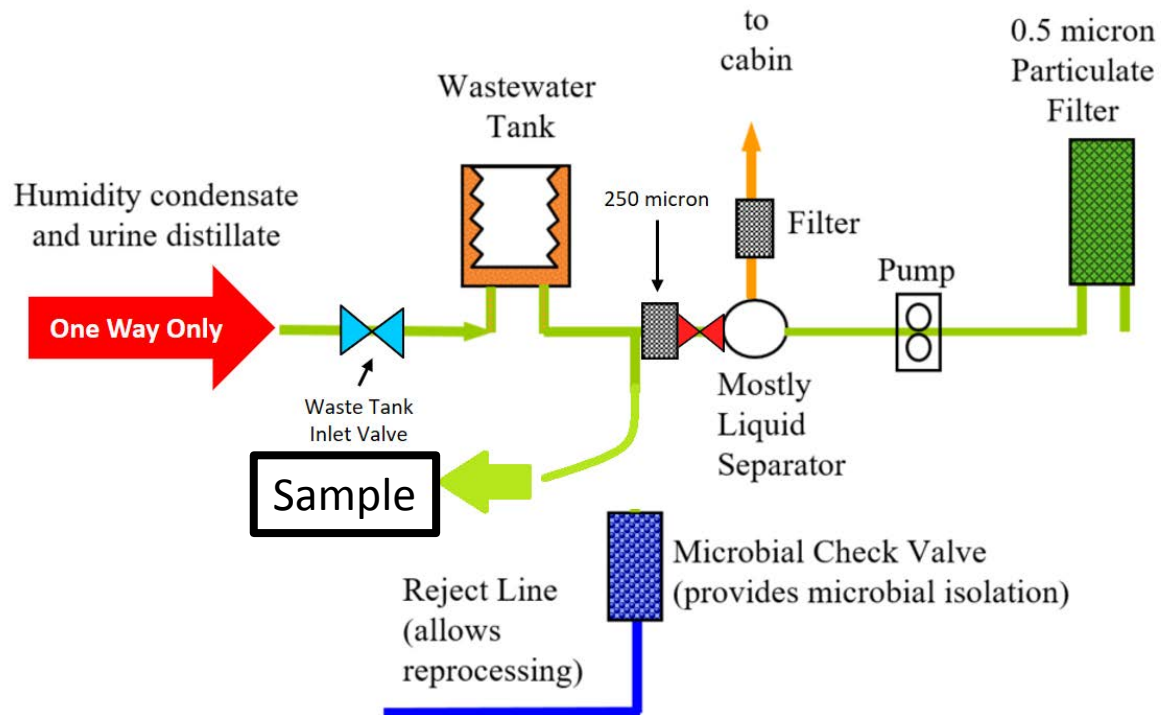 to
cabin
0.5 micron
Particulate
Filter
Wastewater
Tank
Humidity condensate
and urine distillate
250 micron
Filter
Pump
One Way Only
Waste Tank
Inlet Valve
Mostly
Liquid
Separator
Sample
Microbial Check Valve
(provides microbial isolation)
Reject Line
(allows
reprocessing)